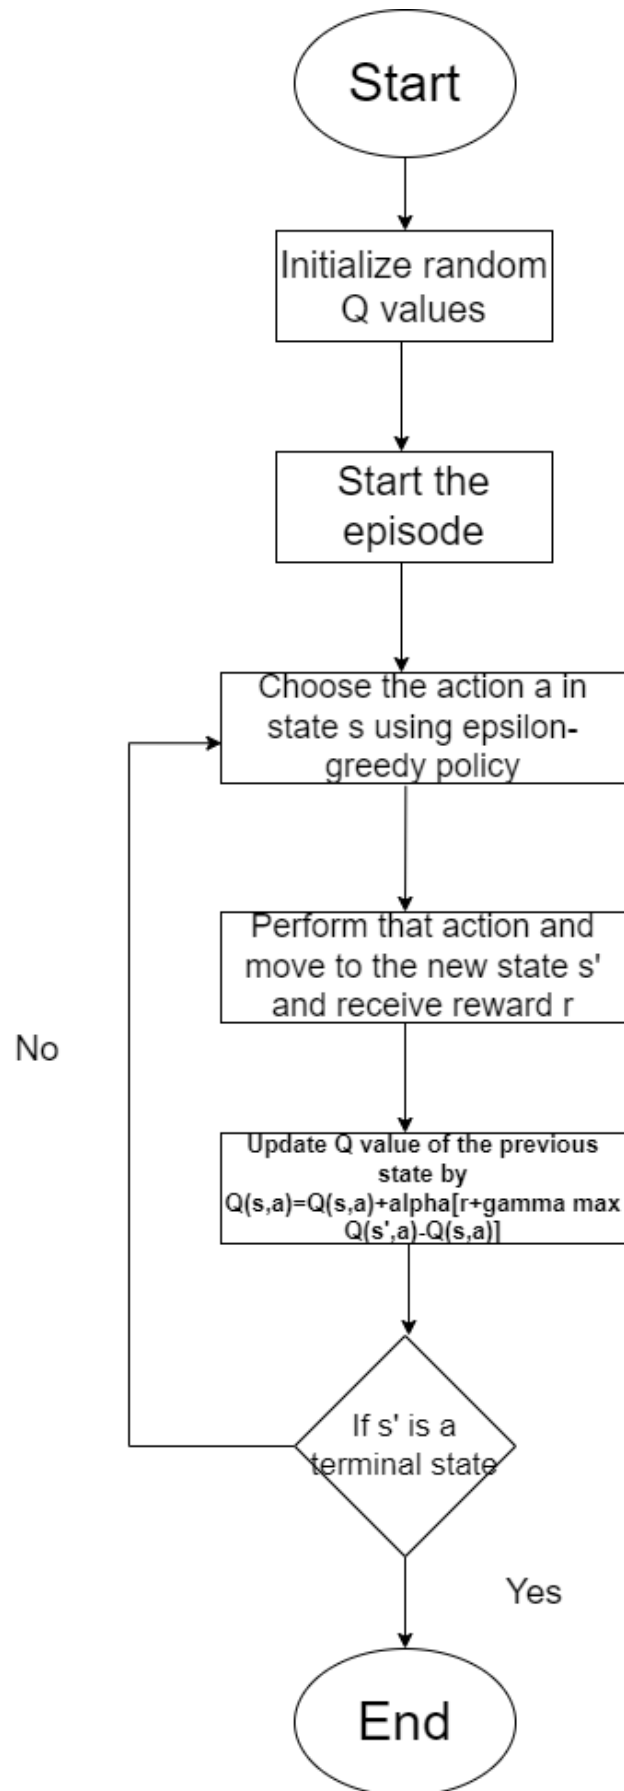 Start
Initialize random
Q values
Start the
episode
Choose the action a in
state s using epsilon-
greedy policy
Perform that action and
move to the new state s'
and receive reward r
No
Update Q value of the previous
state by
Q(s,a)=Q(s,a)+alpha[r+gamma max
Q(s',a)-Q(s,a)]
If s' is a
terminal state
Yes
End